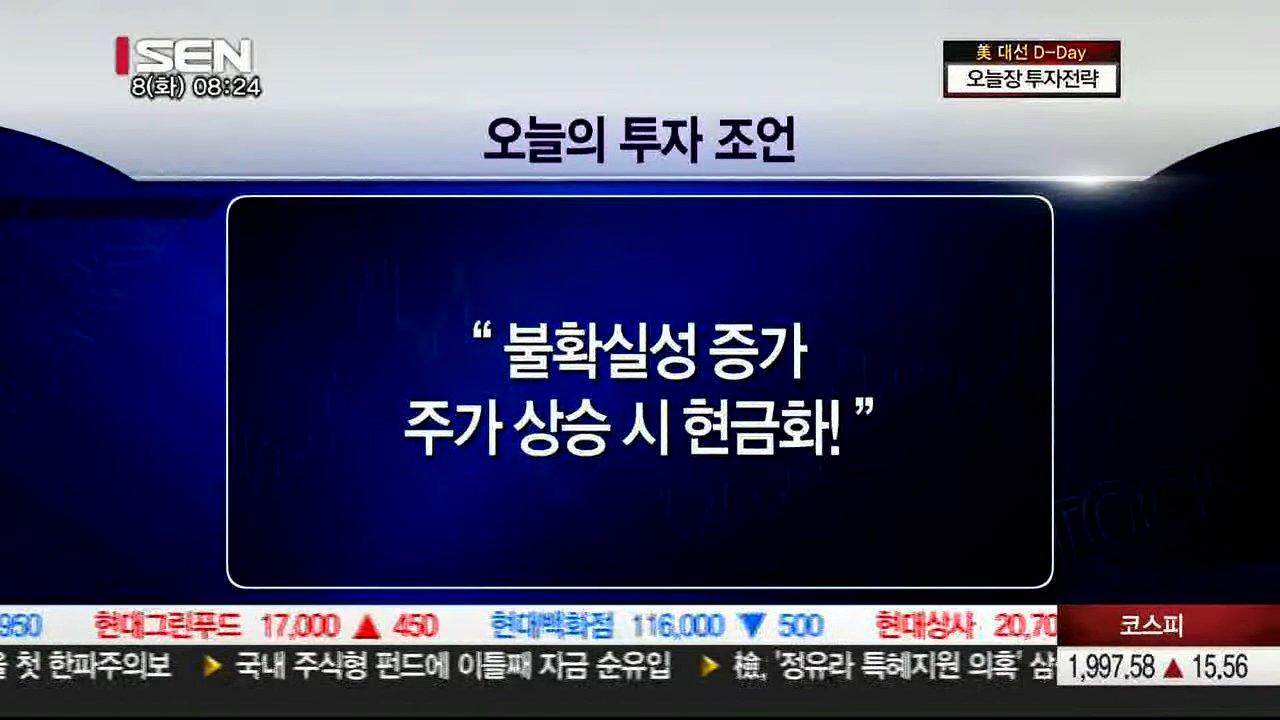 SEN
8(화) 08:24
美 대선 D-Day
오늘장 투자전략
오늘의 투자 조언
“ 불확실성 증가
주가 상승 시 현금화! ”
950 현대그린푸드 17,000 ▲ 450 현대백화점 116,000 ▼ 500 현대상사 20,70
코스피
첫 한파주의보 ▶ 국내 주식형 펀드에 이틀째 자금 순유입 ▶ 檢, '정유라 특혜지원 의혹' 삼
1,997.58 ▲ 15.56